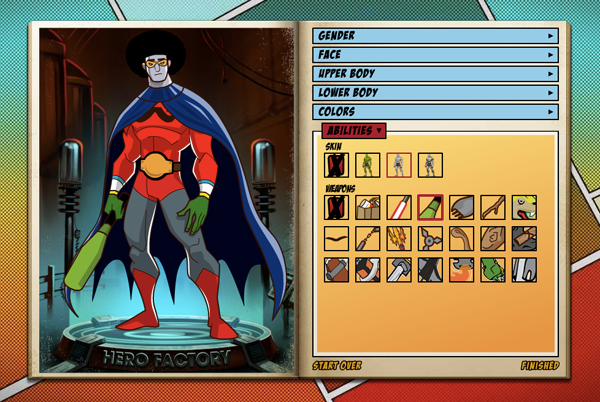 GENDER
FACE
UPPER BODY
LOWER BODY
COLORS
ABILITIES
SKIN
WEAPONS
HERO FACTORY
START OVER
FINISHED